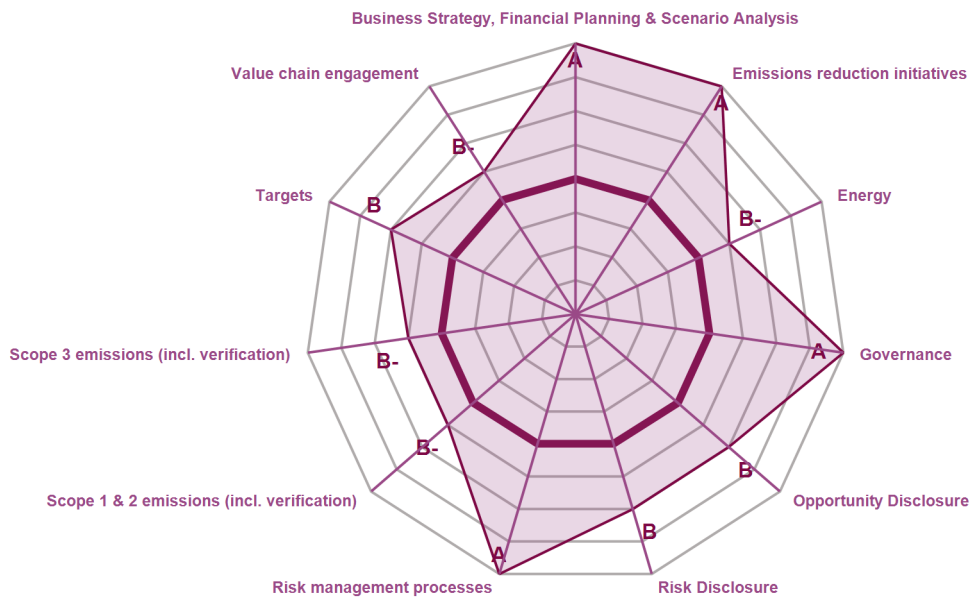 Business Strategy, Financial Planning & Scenario Analysis
A
Emissions reduction initiatives
A
Energy
B-
Governance
A
Opportunity Disclosure
B
Risk Disclosure
B
Risk management processes
A
Scope 1 & 2 emissions (incl. verification)
B-
Scope 3 emissions (incl. verification)
B-
Targets
B
Value chain engagement
B-